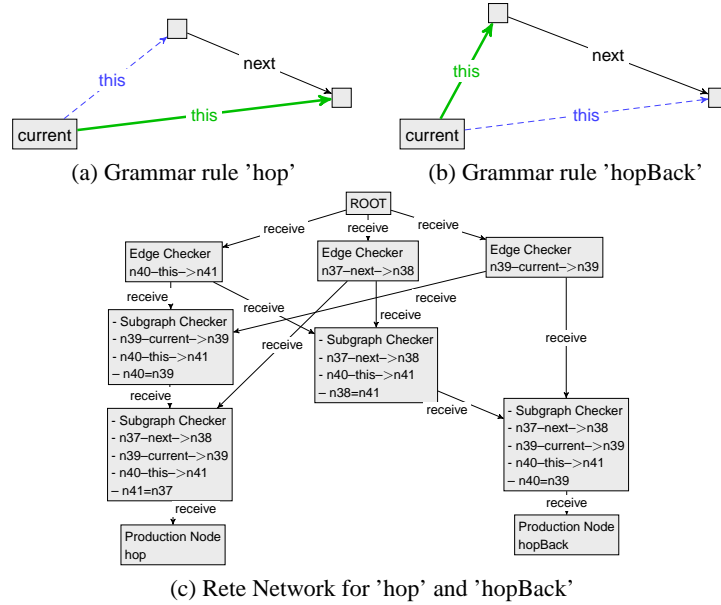 this
next
this
current
(a) Grammar rule 'hop'
this
next
this
current
(b) Grammar rule 'hopBack'
ROOT
receive
receive
receive
Edge Checker
n40–this–>n41
Edge Checker
n37–next–>n38
Edge Checker
n39–current–>n39
receive
receive
receive
receive
receive
receive
- Subgraph Checker
- n39–current–>n39
- n40–this–>n41
– n40=n39
- Subgraph Checker
- n37–next–>n38
- n40–this–>n41
– n38=n41
receive
receive
- Subgraph Checker
- n37–next–>n38
- n39–current–>n39
- n40–this–>n41
– n41=n37
- Subgraph Checker
- n37–next–>n38
- n39–current–>n39
- n40–this–>n41
– n40=n39
receive
receive
Production Node
hop
Production Node
hopBack
(c) Rete Network for 'hop' and 'hopBack'